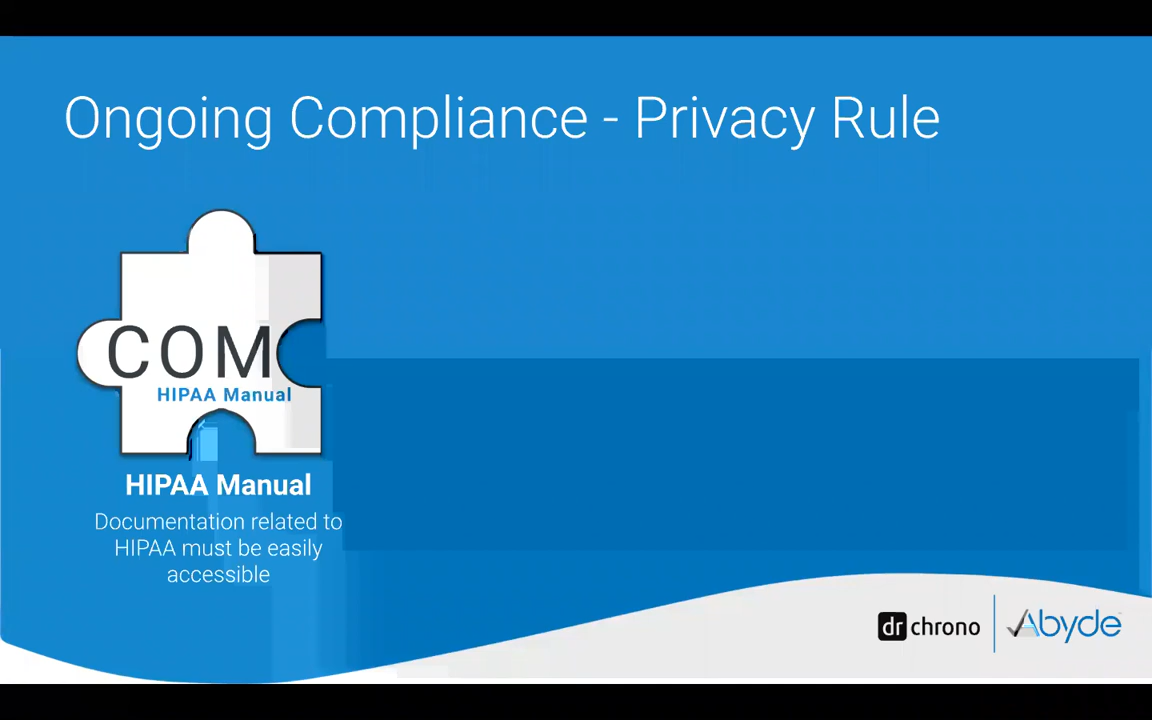 Ongoing Compliance - Privacy Rule
COM
HIPAA Manual
HIPAA Manual
Documentation related to
HIPAA must be easily
accessible
dr chrono
Abyde